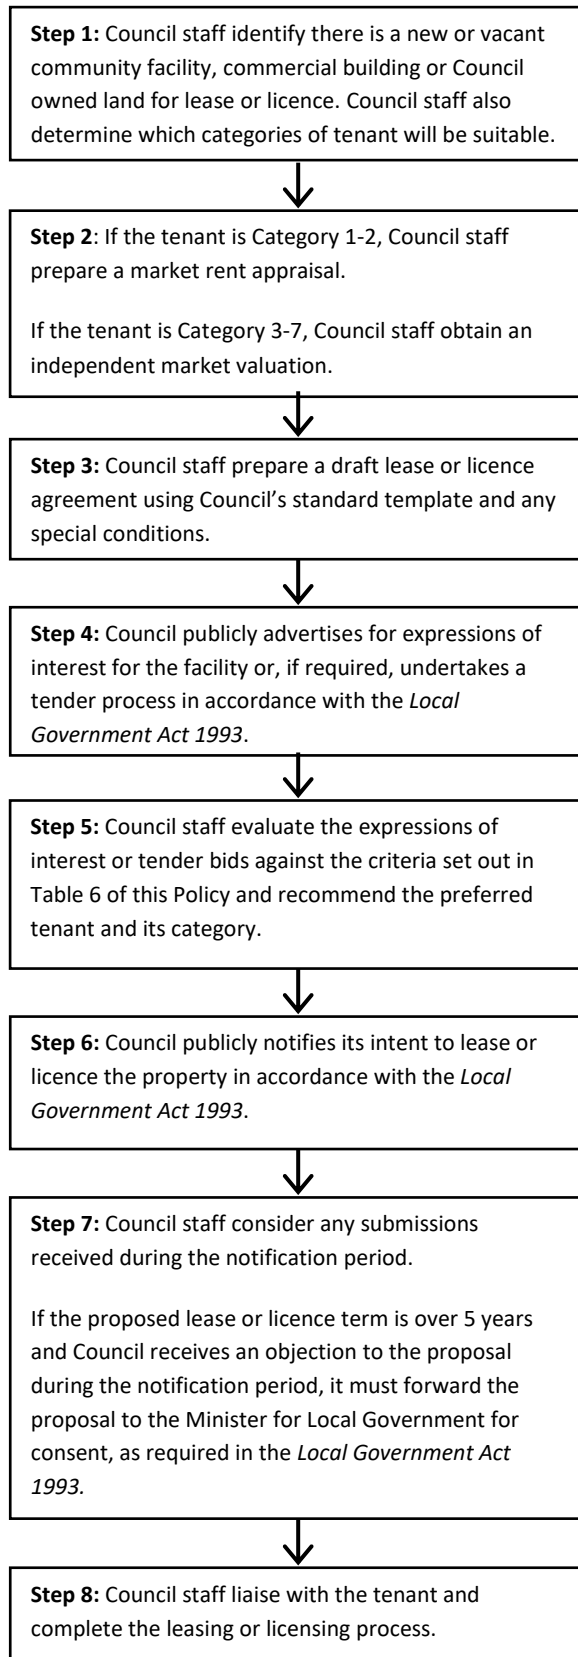 Step 1: Council staff identify there is a new or vacant
community facility, commercial building or Council
owned land for lease or licence. Council staff also
determine which categories of tenant will be suitable.
Step 2: If the tenant is Category 1-2, Council staff
prepare a market rent appraisal.
If the tenant is Category 3-7, Council staff obtain an
independent market valuation.
Step 3: Council staff prepare a draft lease or licence
agreement using Council’s standard template and any
special conditions.
Step 4: Council publicly advertises for expressions of
interest for the facility or, if required, undertakes a
tender process in accordance with the Local
Government Act 1993.
Step 5: Council staff evaluate the expressions of
interest or tender bids against the criteria set out in
Table 6 of this Policy and recommend the preferred
tenant and its category.
Step 6: Council publicly notifies its intent to lease or
licence the property in accordance with the Local
Government Act 1993.
Step 7: Council staff consider any submissions
received during the notification period.
If the proposed lease or licence term is over 5 years
and Council receives an objection to the proposal
during the notification period, it must forward the
proposal to the Minister for Local Government for
consent, as required in the Local Government Act
1993.
Step 8: Council staff liaise with the tenant and
complete the leasing or licensing process.